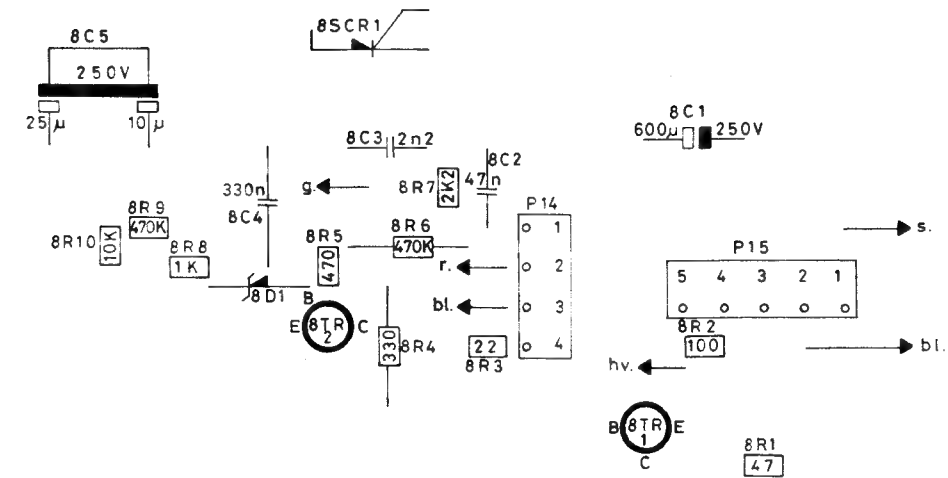 8SCR1
8C5
250V
25µ
10µ
8C1
600µ
250V
8C3
2n2
8C2
47n
8R7
2K2
330n
8C4
g.
P14
1
2
3
4
8R9
470K
8R10
10K
8R8
1K
8R5
470
8R6
470K
r.
bl.
8D1
B
E
8TR
2
C
330
8R4
22
8R3
s.
P15
5
4
3
2
1
8R2
100
bl.
hv.
B
8TR
1
E
C
8R1
47